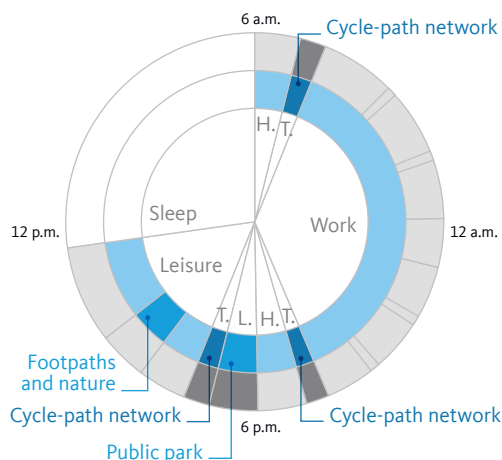 6 a.m.
Cycle-path network
H.
T.
Sleep
Work
12 p.m.
12 a.m.
Leisure
T.
L.
H.
T.
Footpaths
and nature
Cycle-path network
Cycle-path network
6 p.m.
Public park